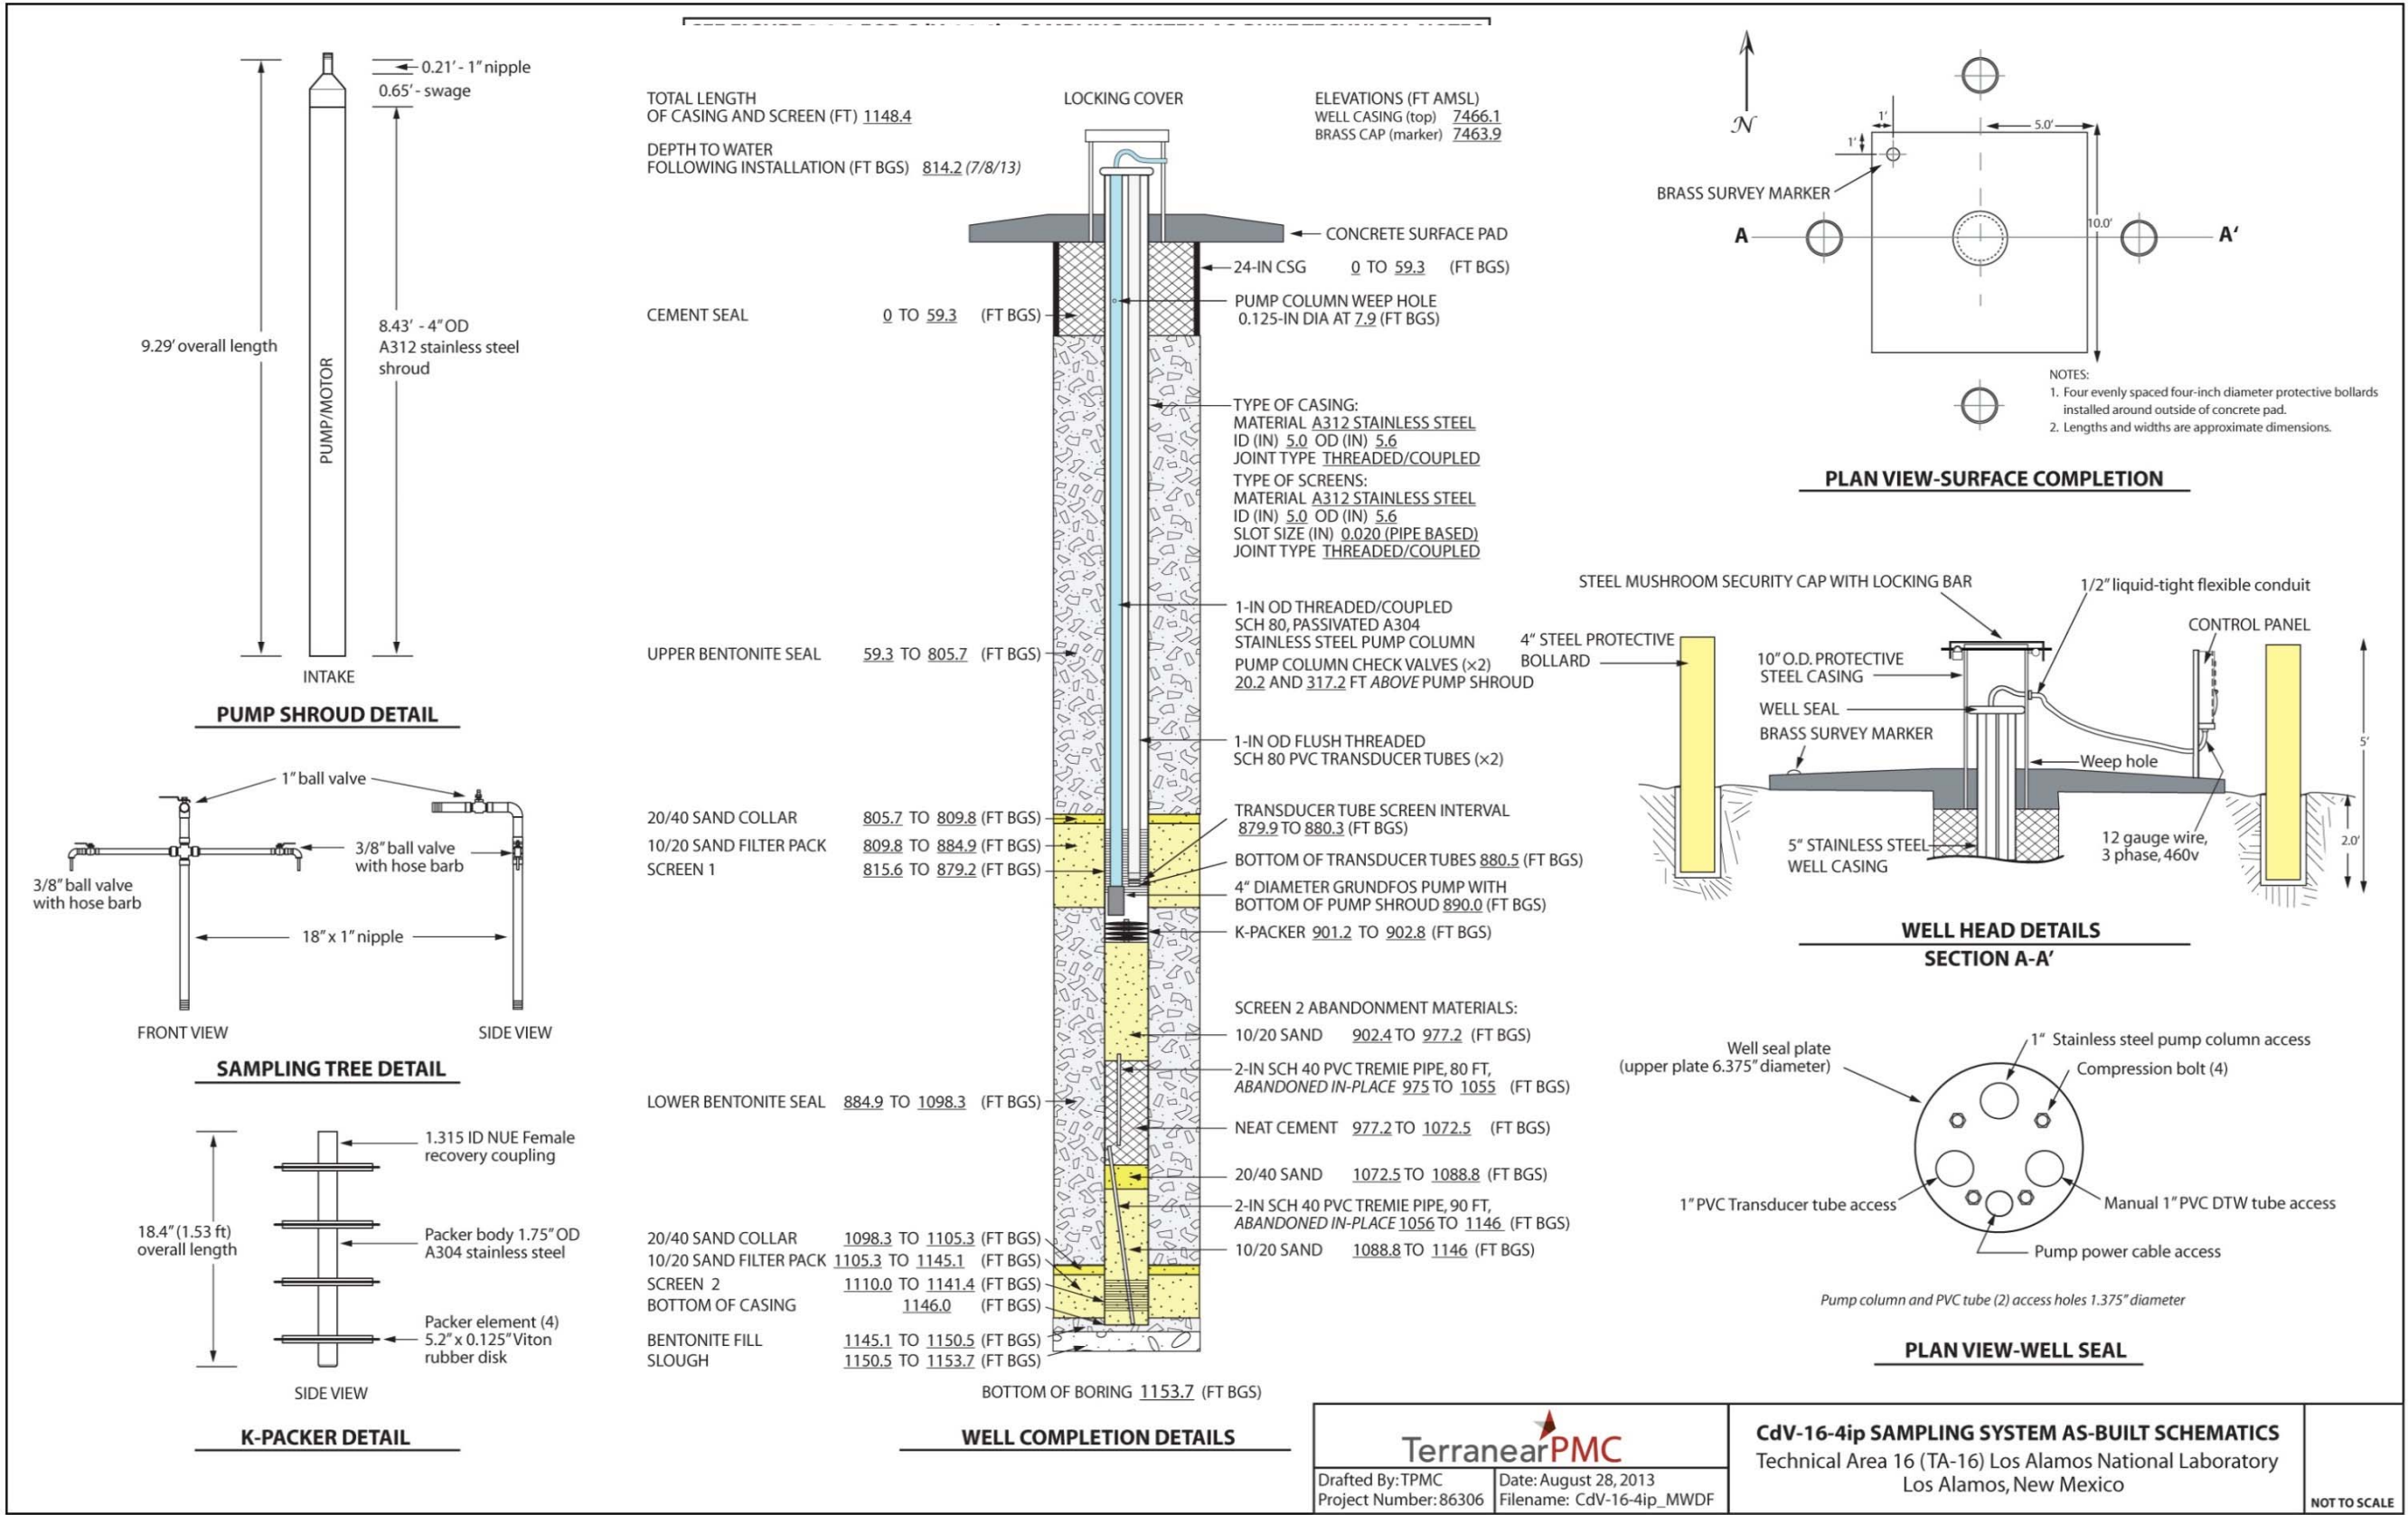 0.21' - 1" nipple
0.65' - swage
9.29' overall length
8.43' - 4" OD
A312 stainless steel
shroud
PUMP/MOTOR
INTAKE
PUMP SHROUD DETAIL
1" ball valve
3/8" ball valve
with hose barb
3/8" ball valve
with hose barb
18" x 1" nipple
FRONT VIEW
SIDE VIEW
SAMPLING TREE DETAIL
1.315 ID NUE Female
recovery coupling
18.4" (1.53 ft)
overall length
Packer body 1.75" OD
A304 stainless steel
Packer element (4)
5.2" x 0.125" Viton
rubber disk
SIDE VIEW
K-PACKER DETAIL
TOTAL LENGTH
OF CASING AND SCREEN (FT) 1148.4
DEPTH TO WATER
FOLLOWING INSTALLATION (FT BGS) 814.2 (7/8/13)
LOCKING COVER
ELEVATIONS (FT AMSL)
WELL CASING (top) 7466.1
BRASS CAP (marker) 7463.9
CEMENT SEAL 0 TO 59.3 (FT BGS)
UPPER BENTONITE SEAL 59.3 TO 805.7 (FT BGS)
20/40 SAND COLLAR 805.7 TO 809.8 (FT BGS)
10/20 SAND FILTER PACK 809.8 TO 884.9 (FT BGS)
SCREEN 1 815.6 TO 879.2 (FT BGS)
LOWER BENTONITE SEAL 884.9 TO 1098.3 (FT BGS)
20/40 SAND COLLAR 1098.3 TO 1105.3 (FT BGS)
10/20 SAND FILTER PACK 1105.3 TO 1145.1 (FT BGS)
SCREEN 2 1110.0 TO 1141.4 (FT BGS)
BOTTOM OF CASING 1146.0 (FT BGS)
BENTONITE FILL 1145.1 TO 1150.5 (FT BGS)
SLOUGH 1150.5 TO 1153.7 (FT BGS)
BOTTOM OF BORING 1153.7 (FT BGS)
CONCRETE SURFACE PAD
24-IN CSG 0 TO 59.3 (FT BGS)
PUMP COLUMN WEEP HOLE
0.125-IN DIA AT 7.9 (FT BGS)
TYPE OF CASING:
MATERIAL A312 STAINLESS STEEL
ID (IN) 5.0 OD (IN) 5.6
JOINT TYPE THREADED/COUPLED
TYPE OF SCREENS:
MATERIAL A312 STAINLESS STEEL
ID (IN) 5.0 OD (IN) 5.6
SLOT SIZE (IN) 0.020 (PIPE BASED)
JOINT TYPE THREADED/COUPLED
1-IN OD THREADED/COUPLED
SCH 80, PASSIVATED A304
STAINLESS STEEL PUMP COLUMN
PUMP COLUMN CHECK VALVES (×2)
20.2 AND 317.2 FT ABOVE PUMP SHROUD
1-IN OD FLUSH THREADED
SCH 80 PVC TRANSDUCER TUBES (×2)
TRANSDUCER TUBE SCREEN INTERVAL
879.9 TO 880.3 (FT BGS)
BOTTOM OF TRANSDUCER TUBES 880.5 (FT BGS)
4" DIAMETER GRUNDFOS PUMP WITH
BOTTOM OF PUMP SHROUD 890.0 (FT BGS)
K-PACKER 901.2 TO 902.8 (FT BGS)
SCREEN 2 ABANDONMENT MATERIALS:
10/20 SAND 902.4 TO 977.2 (FT BGS)
2-IN SCH 40 PVC TREMIE PIPE, 80 FT,
ABANDONED IN-PLACE 975 TO 1055 (FT BGS)
NEAT CEMENT 977.2 TO 1072.5 (FT BGS)
20/40 SAND 1072.5 TO 1088.8 (FT BGS)
2-IN SCH 40 PVC TREMIE PIPE, 90 FT,
ABANDONED IN-PLACE 1056 TO 1146 (FT BGS)
10/20 SAND 1088.8 TO 1146 (FT BGS)
WELL COMPLETION DETAILS
N
1'
1'
5.0'
10.0'
BRASS SURVEY MARKER
A
A'
NOTES:
1. Four evenly spaced four-inch diameter protective bollards
installed around outside of concrete pad.
2. Lengths and widths are approximate dimensions.
PLAN VIEW-SURFACE COMPLETION
STEEL MUSHROOM SECURITY CAP WITH LOCKING BAR
1/2" liquid-tight flexible conduit
CONTROL PANEL
4" STEEL PROTECTIVE
BOLLARD
10" O.D. PROTECTIVE
STEEL CASING
WELL SEAL
BRASS SURVEY MARKER
Weep hole
5" STAINLESS STEEL
WELL CASING
12 gauge wire,
3 phase, 460v
5'
2.0'
WELL HEAD DETAILS
SECTION A-A'
Well seal plate
(upper plate 6.375" diameter)
1" Stainless steel pump column access
Compression bolt (4)
1" PVC Transducer tube access
Manual 1" PVC DTW tube access
Pump power cable access
Pump column and PVC tube (2) access holes 1.375" diameter
PLAN VIEW-WELL SEAL
TerranearPMC
Drafted By: TPMC
Project Number: 86306
Date: August 28, 2013
Filename: CdV-16-4ip_MWDF
CdV-16-4ip SAMPLING SYSTEM AS-BUILT SCHEMATICS
Technical Area 16 (TA-16) Los Alamos National Laboratory
Los Alamos, New Mexico
NOT TO SCALE